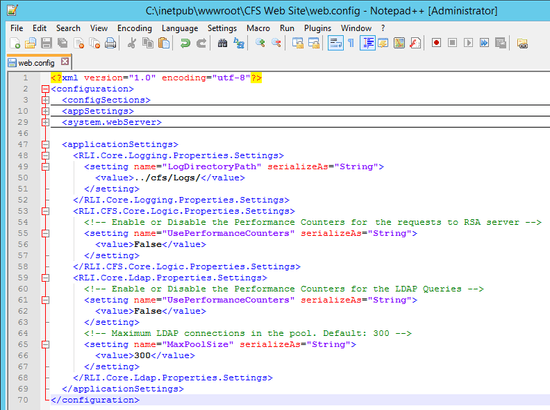 C:\inetpub\wwwroot\CFS Web Site\web.config - Notepad++ [Administrator]
File Edit Search View Encoding Language Settings Macro Run Plugins Window ?
web.config
1 <?xml version="1.0" encoding="utf-8"?>
2 <configuration>
3 <configSections>
10 <appSettings>
29 <system.webServer>
46
47 <applicationSettings>
48 <RLI.Core.Logging.Properties.Settings>
49 <setting name="LogDirectoryPath" serializeAs="String">
50 <value>../cfs/Logs/</value>
51 </setting>
52 </RLI.Core.Logging.Properties.Settings>
53 <RLI.CFS.Core.Logic.Properties.Settings>
54 <!-- Enable or Disable the Performance Counters for the requests to RSA server -->
55 <setting name="UsePerformanceCounters" serializeAs="String">
56 <value>False</value>
57 </setting>
58 </RLI.CFS.Core.Logic.Properties.Settings>
59 <RLI.Core.Ldap.Properties.Settings>
60 <!-- Enable or Disable the Performance Counters for the LDAP Queries -->
61 <setting name="UsePerformanceCounters" serializeAs="String">
62 <value>False</value>
63 </setting>
64 <!-- Maximum LDAP connections in the pool. Default: 300 -->
65 <setting name="MaxPoolSize" serializeAs="String">
66 <value>300</value>
67 </setting>
68 </RLI.Core.Ldap.Properties.Settings>
69 </applicationSettings>
70 </configuration>